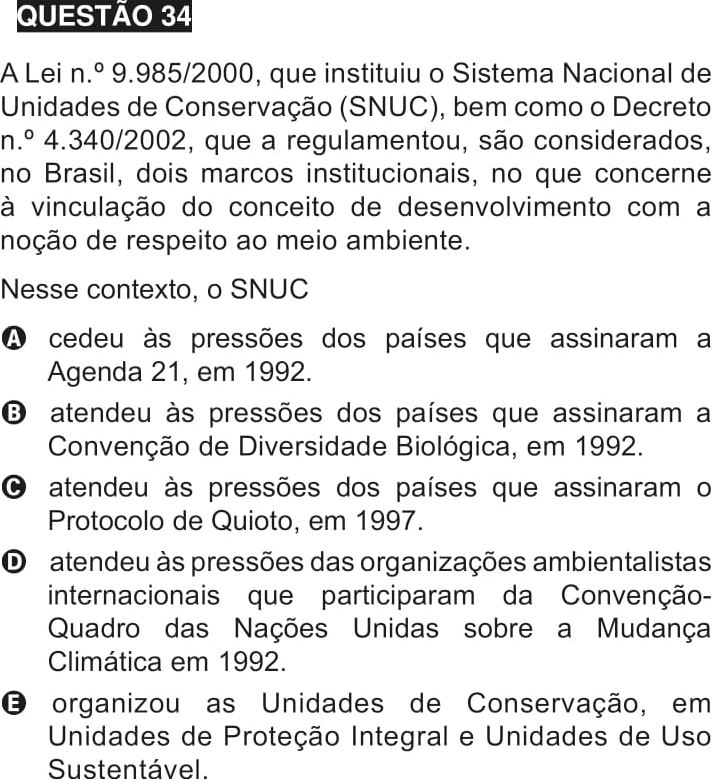 QUESTÃO 34
A Lei n.º 9.985/2000, que instituiu o Sistema Nacional de
Unidades de Conservação (SNUC), bem como o Decreto
n.º 4.340/2002, que a regulamentou, são considerados,
no Brasil, dois marcos institucionais, no que concerne
à vinculação do conceito de desenvolvimento com a
noção de respeito ao meio ambiente.
Nesse contexto, o SNUC
A cedeu às pressões dos países que assinaram a
Agenda 21, em 1992.
B atendeu às pressões dos países que assinaram a
Convenção de Diversidade Biológica, em 1992.
C atendeu às pressões dos países que assinaram o
Protocolo de Quioto, em 1997.
D atendeu às pressões das organizações ambientalistas
internacionais que participaram da Convenção-
Quadro das Nações Unidas sobre a Mudança
Climática em 1992.
E organizou as Unidades de Conservação, em
Unidades de Proteção Integral e Unidades de Uso
Sustentável.